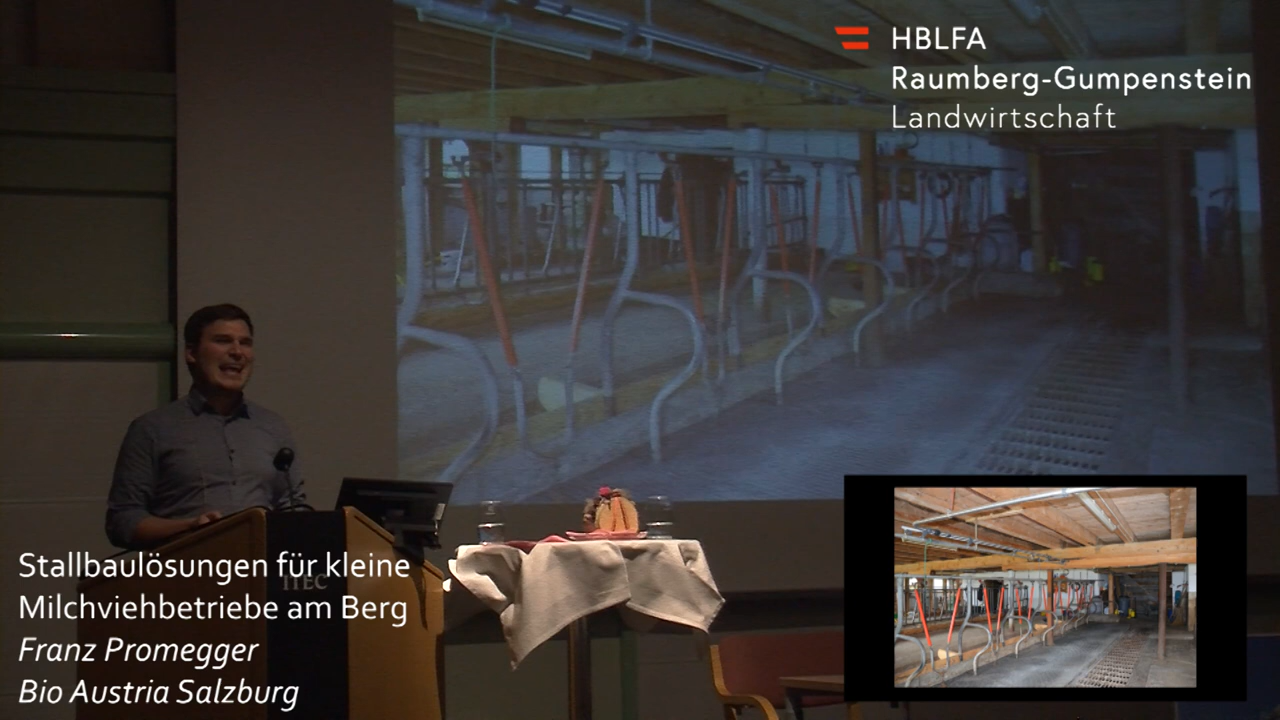 HBLFA
Raumberg-Gumpenstein
Landwirtschaft
ITEC
Stallbaulösungen für kleine
Milchviehbetriebe am Berg
Franz Promegger
Bio Austria Salzburg